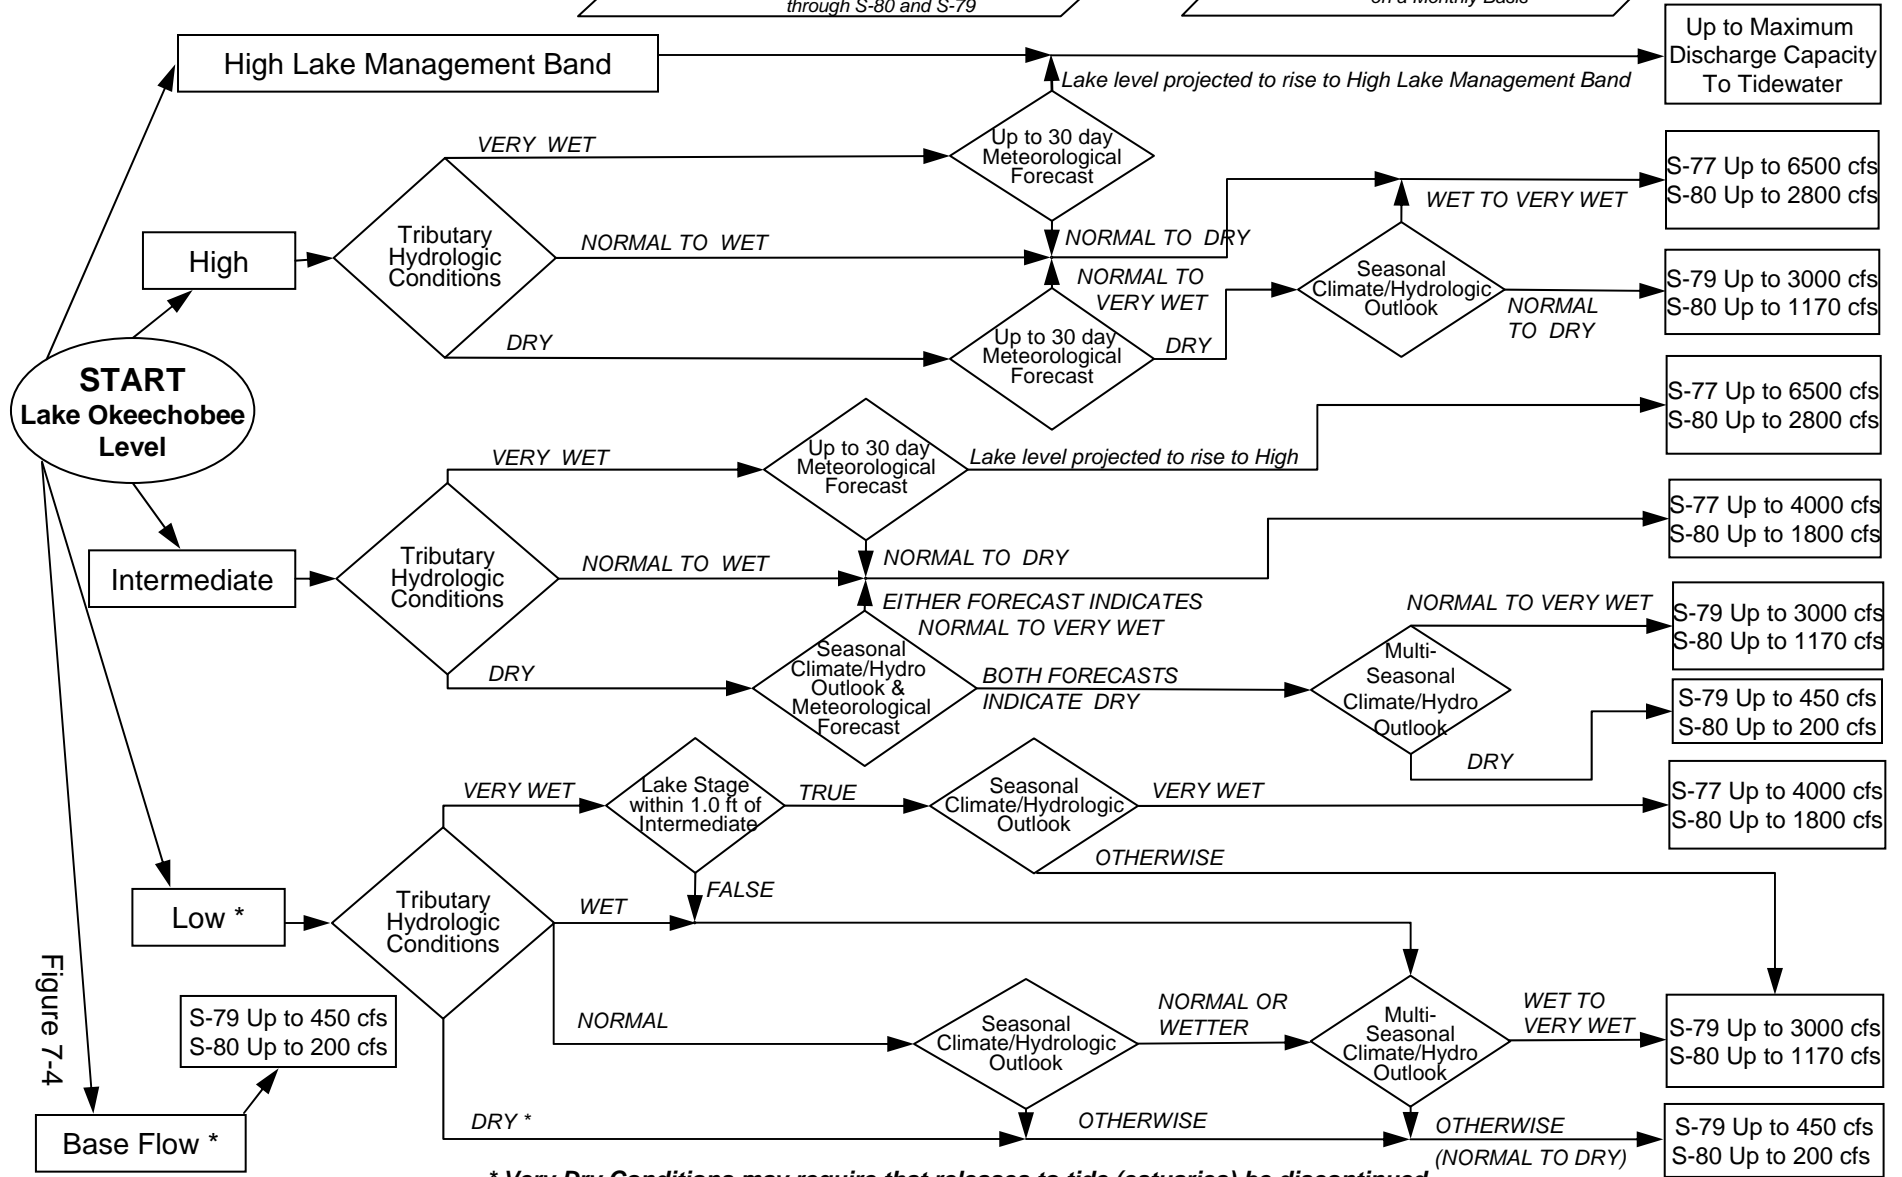 through S-80 and S-79
on a Monthly Basis
Up to Maximum
Discharge Capacity
To Tidewater
High Lake Management Band
Lake level projected to rise to High Lake Management Band
VERY WET
Up to 30 day
Meteorological
Forecast
S-77 Up to 6500 cfs
S-80 Up to 2800 cfs
WET TO VERY WET
High
Tributary
Hydrologic
Conditions
NORMAL TO WET
NORMAL TO DRY
NORMAL TO
VERY WET
Seasonal
Climate/Hydrologic
Outlook
S-79 Up to 3000 cfs
S-80 Up to 1170 cfs
NORMAL
TO DRY
DRY
Up to 30 day
Meteorological
Forecast
DRY
START
Lake Okeechobee
Level
S-77 Up to 6500 cfs
S-80 Up to 2800 cfs
VERY WET
Up to 30 day
Meteorological
Forecast
Lake level projected to rise to High
S-77 Up to 4000 cfs
S-80 Up to 1800 cfs
Intermediate
Tributary
Hydrologic
Conditions
NORMAL TO WET
NORMAL TO DRY
EITHER FORECAST INDICATES
NORMAL TO VERY WET
NORMAL TO VERY WET
S-79 Up to 3000 cfs
S-80 Up to 1170 cfs
DRY
Seasonal
Climate/Hydro
Outlook &
Meteorological
Forecast
BOTH FORECASTS
INDICATE DRY
Multi-
Seasonal
Climate/Hydro
Outlook
S-79 Up to 450 cfs
S-80 Up to 200 cfs
DRY
VERY WET
Lake Stage
within 1.0 ft of
Intermediate
TRUE
Seasonal
Climate/Hydrologic
Outlook
VERY WET
S-77 Up to 4000 cfs
S-80 Up to 1800 cfs
OTHERWISE
FALSE
Low *
Tributary
Hydrologic
Conditions
WET
NORMAL
Seasonal
Climate/Hydrologic
Outlook
NORMAL OR
WETTER
Multi-
Seasonal
Climate/Hydro
Outlook
WET TO
VERY WET
S-79 Up to 3000 cfs
S-80 Up to 1170 cfs
Figure 7-4
S-79 Up to 450 cfs
S-80 Up to 200 cfs
Base Flow *
DRY *
OTHERWISE
OTHERWISE
(NORMAL TO DRY)
S-79 Up to 450 cfs
S-80 Up to 200 cfs
* Very Dry Conditions may require that releases to tide (estuaries) be discontinued